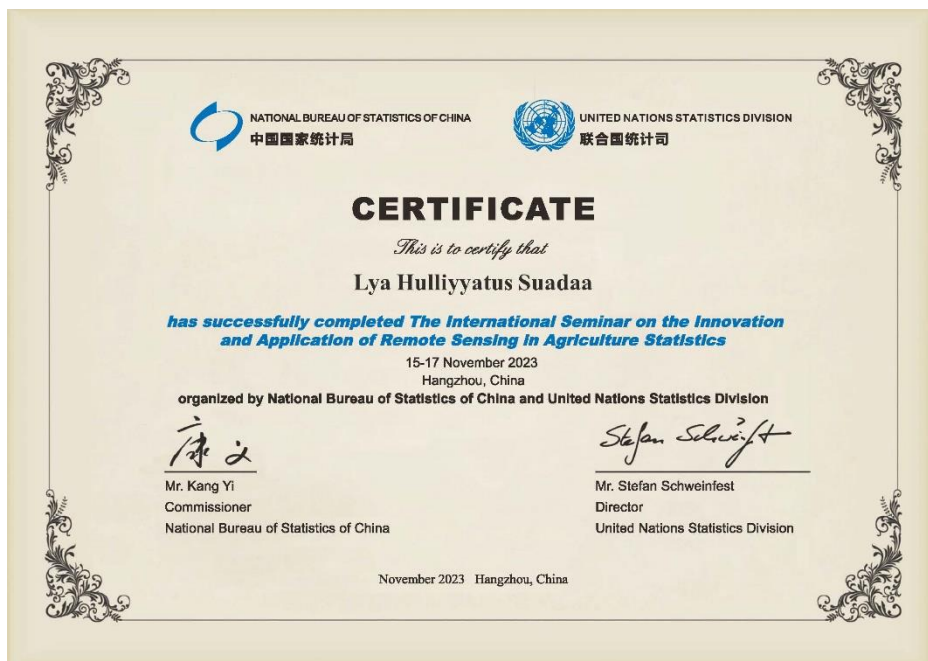 NATIONAL BUREAU OF STATISTICS OF CHINA
中国国家统计局
UNITED NATIONS STATISTICS DIVISION
联合国统计司
CERTIFICATE
This is to certify that
Lya Hulliyyatus Suadaa
has successfully completed The International Seminar on the Innovation
and Application of Remote Sensing in Agriculture Statistics
15-17 November 2023
Hangzhou, China
organized by National Bureau of Statistics of China and United Nations Statistics Division
康义
Stefan Schweinfest
Mr. Kang Yi
Commissioner
National Bureau of Statistics of China
Mr. Stefan Schweinfest
Director
United Nations Statistics Division
November 2023 Hangzhou, China